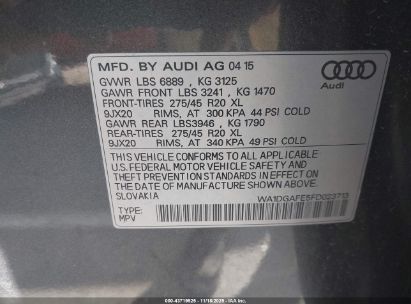 MFD. BY AUDI AG 04 15
GVWR LBS 6889 , KG 3125
GAWR FRONT LBS 3241 , KG 1470
FRONT-TIRES 275/45 R20 XL
9JX20 RIMS, AT 300 KPA 44 PSI COLD
GAWR REAR LBS3946 , KG 1790
REAR-TIRES 275/45 R20 XL
9JX20 RIMS, AT 340 KPA 49 PSI COLD
Audi
THIS VEHICLE CONFORMS TO ALL APPLICABLE
U.S. FEDERAL MOTOR VEHICLE SAFETY
AND THEFT PREVENTION STANDARDS IN EFFECT
ON THE DATE OF MANUFACTURE SHOWN ABOVE.
SLOVAKIA
WA1DGAFE5FD023713
TYPE:
MPV